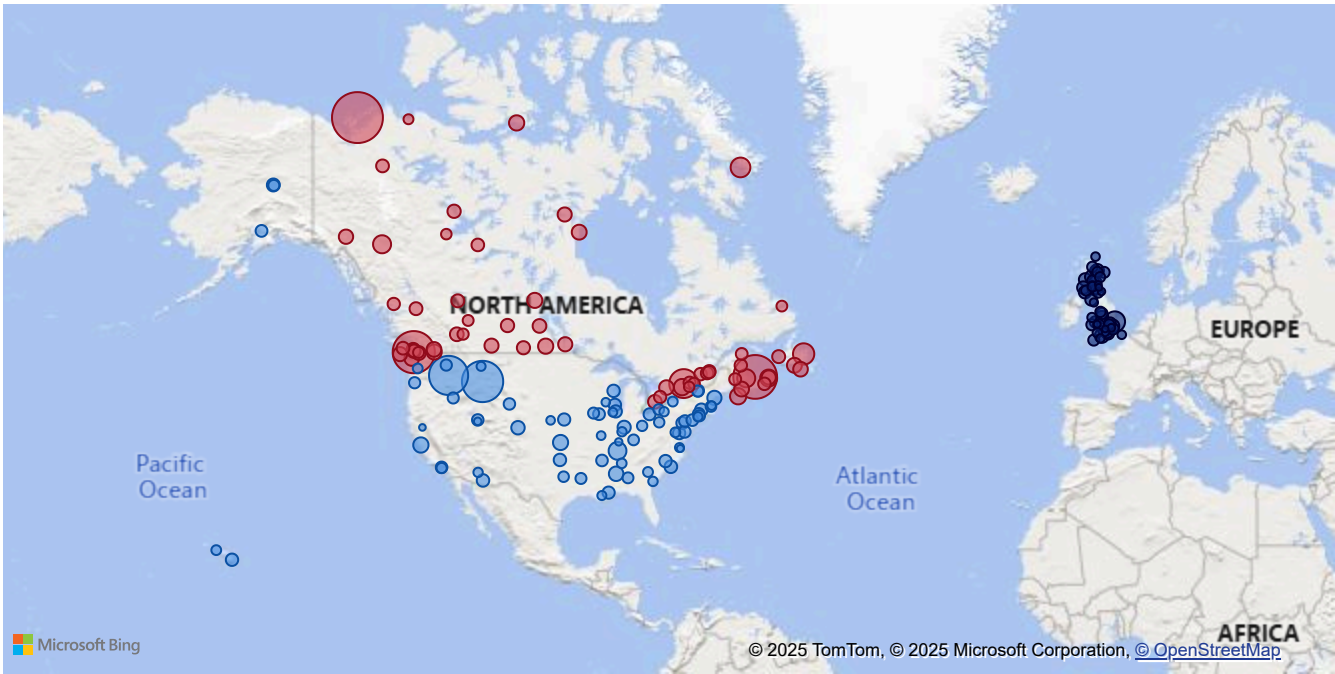 NORTH AMERICA
EUROPE
Pacific
Ocean
Atlantic
Ocean
AFRICA
Microsoft Bing
© 2025 TomTom, © 2025 Microsoft Corporation, © OpenStreetMap